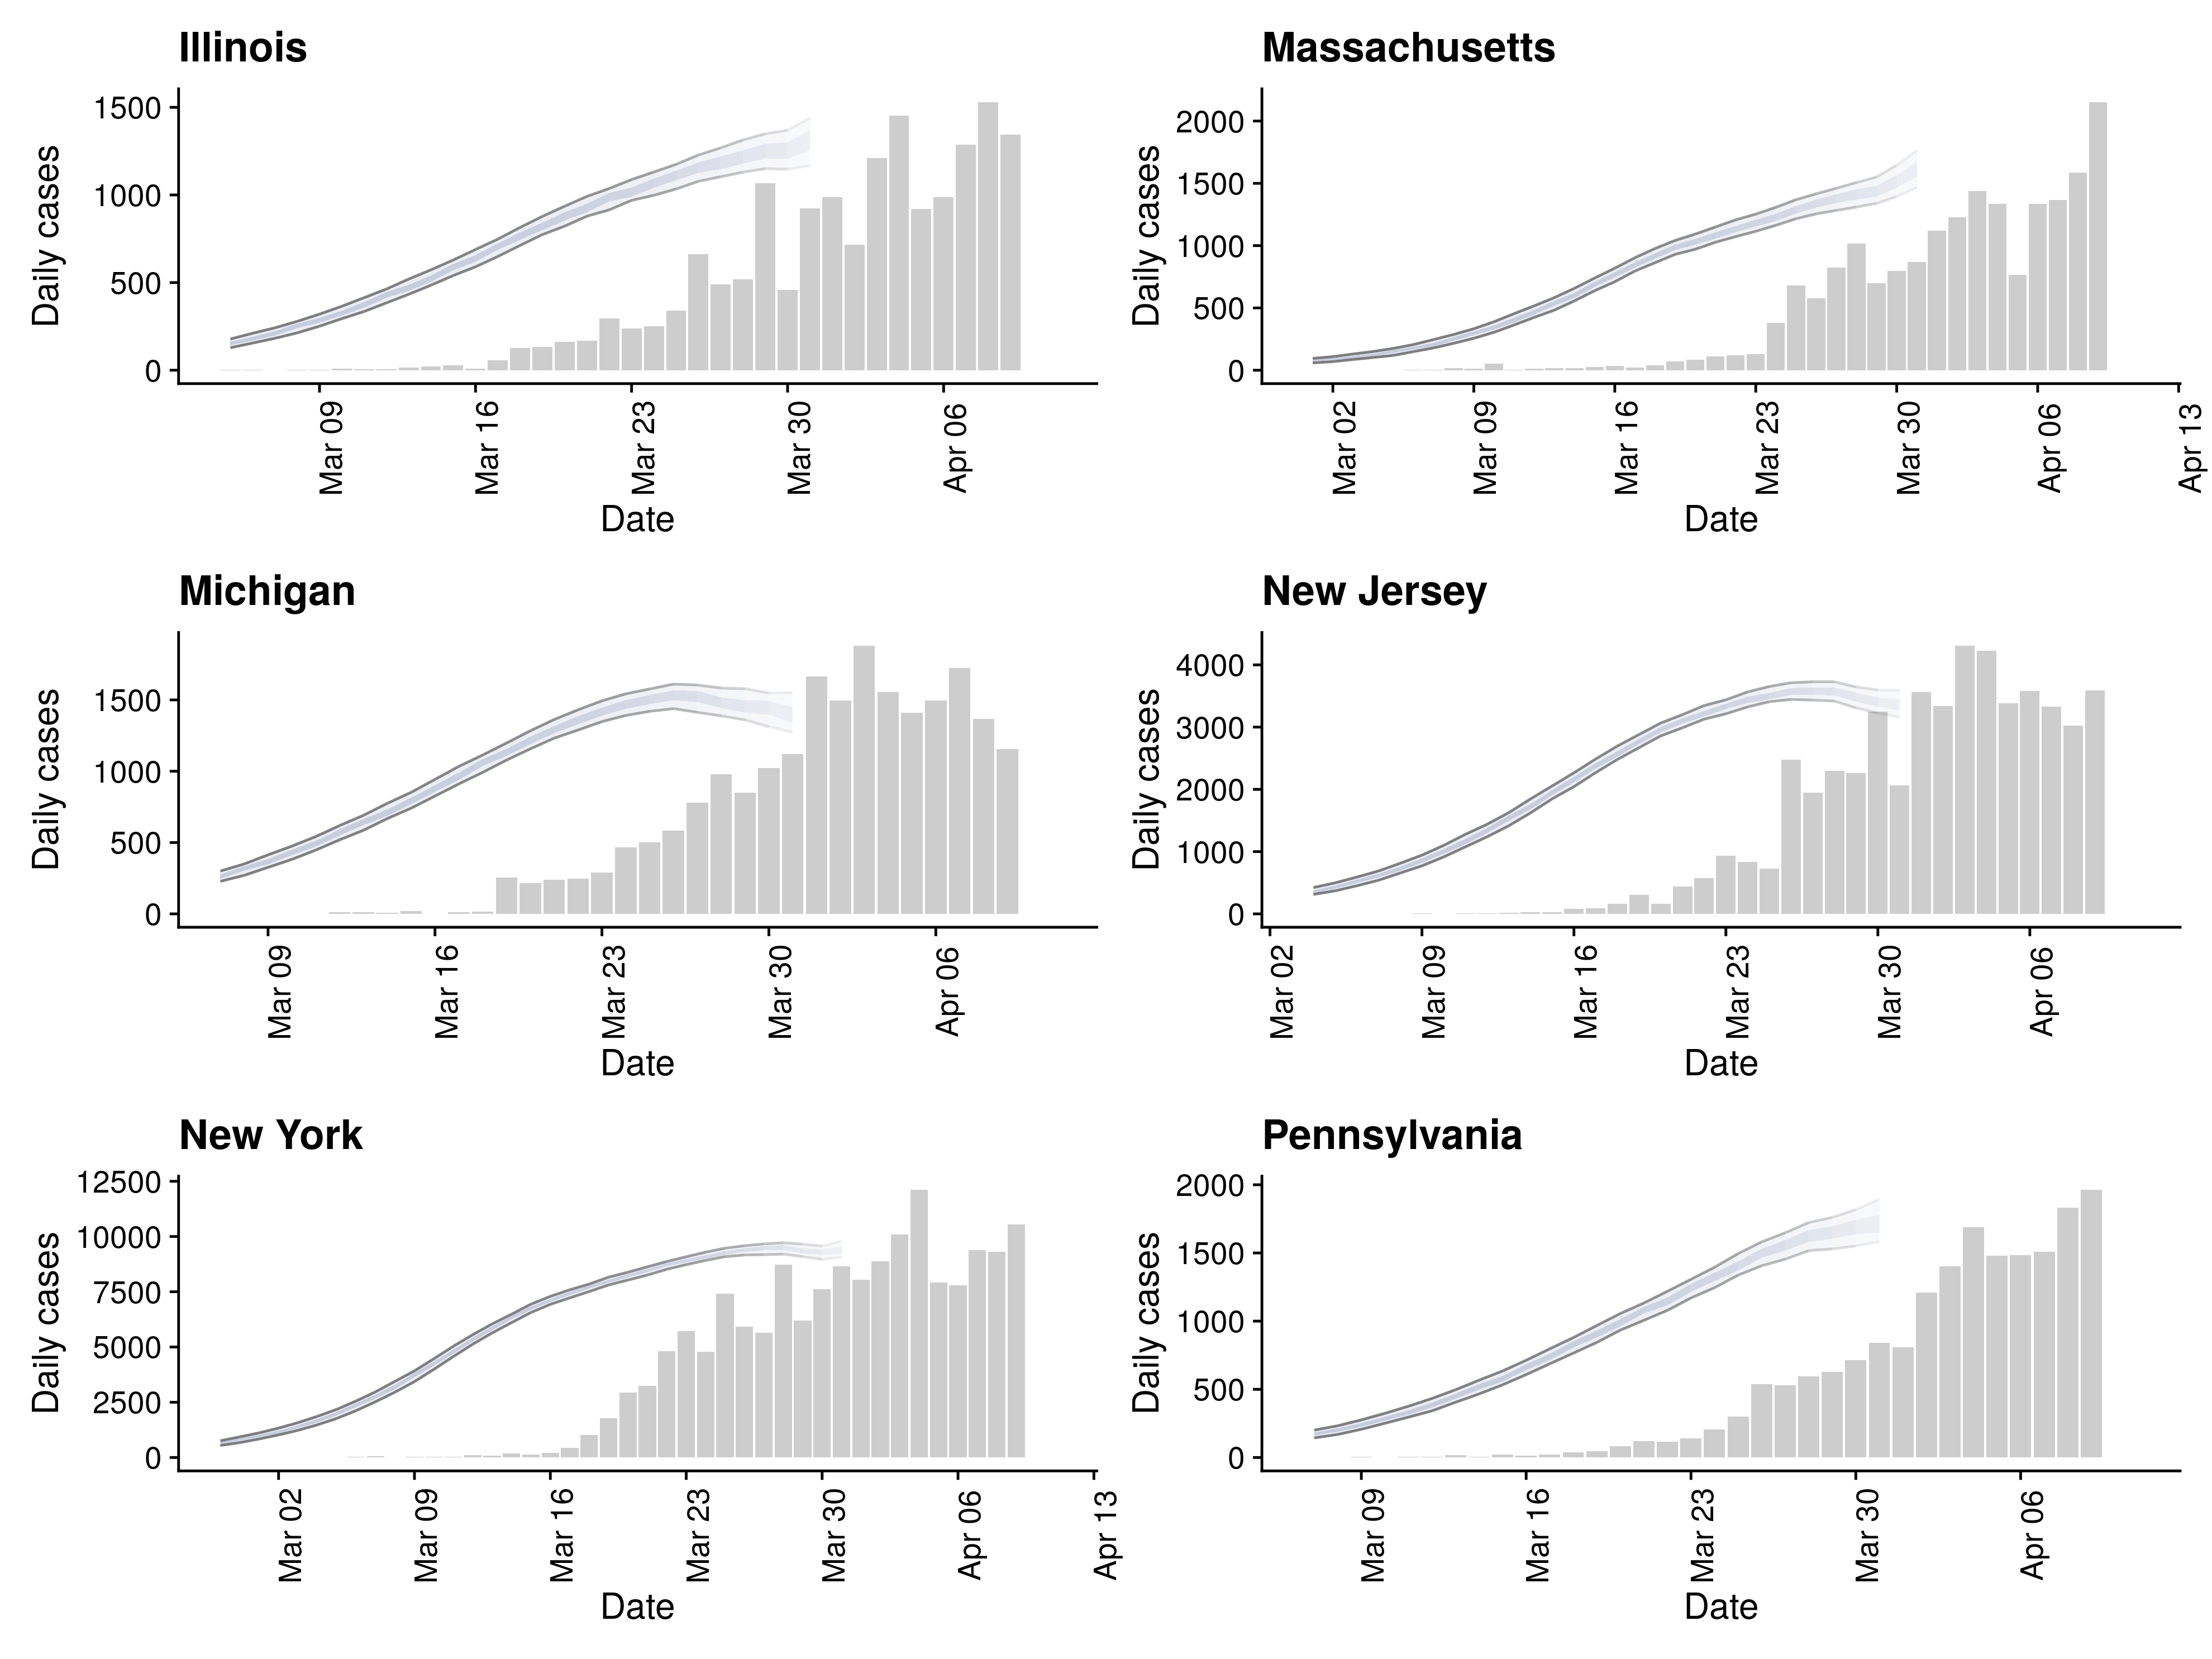 Illinois
Daily cases
1500
1000
500
0
Mar 09
Mar 16
Mar 23
Mar 30
Apr 06
Date
Massachusetts
Daily cases
2000
1500
1000
500
0
Mar 02
Mar 09
Mar 16
Mar 23
Mar 30
Apr 06
Apr 13
Date
Michigan
Daily cases
1500
1000
500
0
Mar 09
Mar 16
Mar 23
Mar 30
Apr 06
Date
New Jersey
Daily cases
4000
3000
2000
1000
0
Mar 02
Mar 09
Mar 16
Mar 23
Mar 30
Apr 06
Date
New York
Daily cases
12500
10000
7500
5000
2500
0
Mar 02
Mar 09
Mar 16
Mar 23
Mar 30
Apr 06
Apr 13
Date
Pennsylvania
Daily cases
2000
1500
1000
500
0
Mar 09
Mar 16
Mar 23
Mar 30
Apr 06
Date